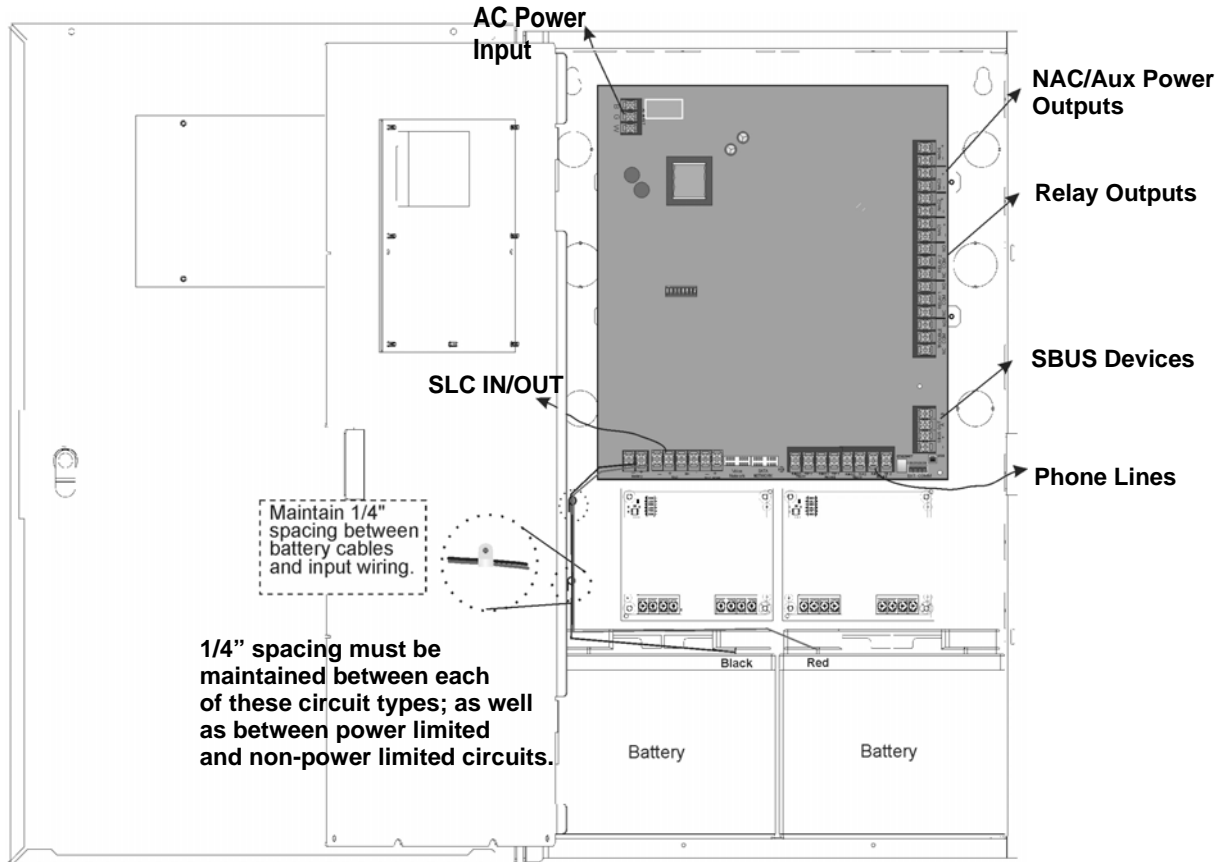 AC Power
Input
NAC/Aux Power
Outputs
Relay Outputs
SLC IN/OUT
SBUS Devices
Phone Lines
Maintain 1/4"
spacing between
battery cables
and input wiring.
1/4” spacing must be
maintained between each
of these circuit types; as well
as between power limited
and non-power limited circuits.
Black
Red
Battery
Battery